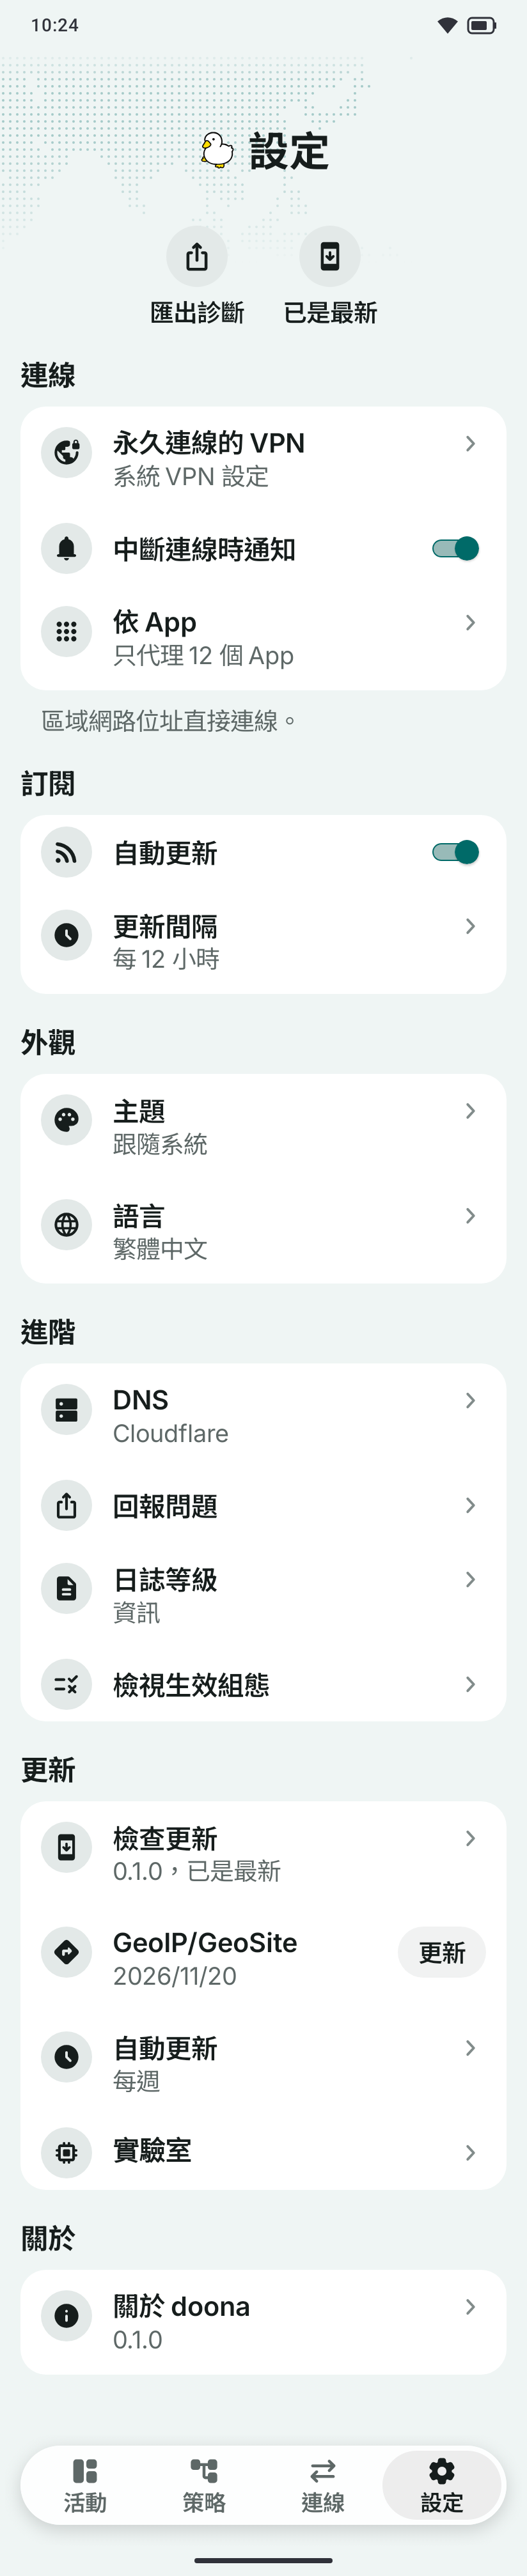 10:24
設定
匯出診斷
已是最新
連線
永久連線的 VPN
系統 VPN 設定
中斷連線時通知
依 App
只代理 12 個 App
區域網路位址直接連線。
訂閱
自動更新
更新間隔
每 12 小時
外觀
主題
跟隨系統
語言
繁體中文
進階
DNS
Cloudflare
回報問題
日誌等級
資訊
檢視生效組態
更新
檢查更新
0.1.0，已是最新
GeoIP/GeoSite
2026/11/20
更新
自動更新
每週
實驗室
關於
關於 doona
0.1.0
活動
策略
連線
設定